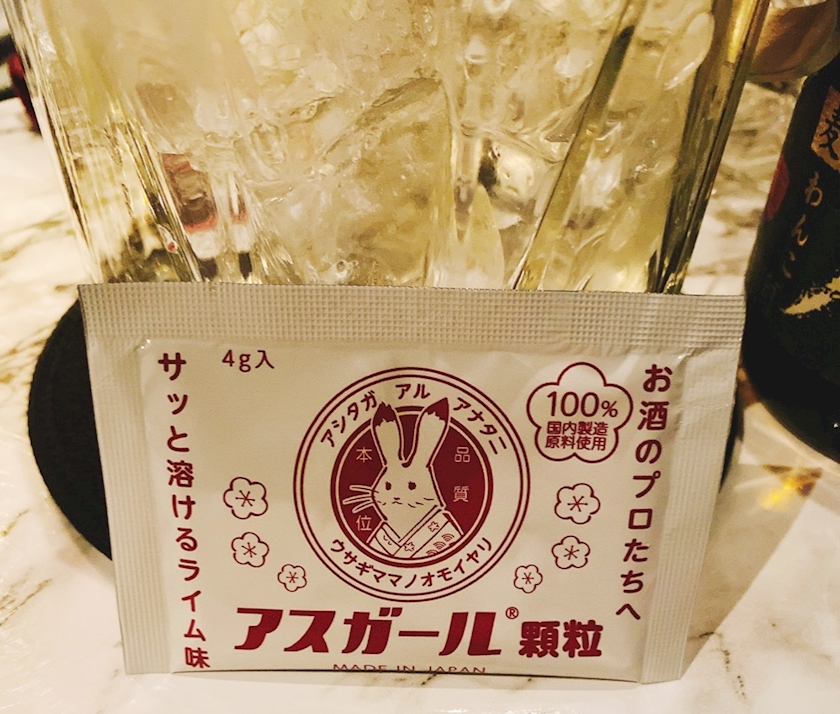 お酒のプロたちへ
サッと溶けるライム味
4g入
100%
国内製造
原料使用
アシタガ アル アナタニ
品質本位
ウサギママノオモイヤリ
アスガール® 顆粒
MADE IN JAPAN
わんこ